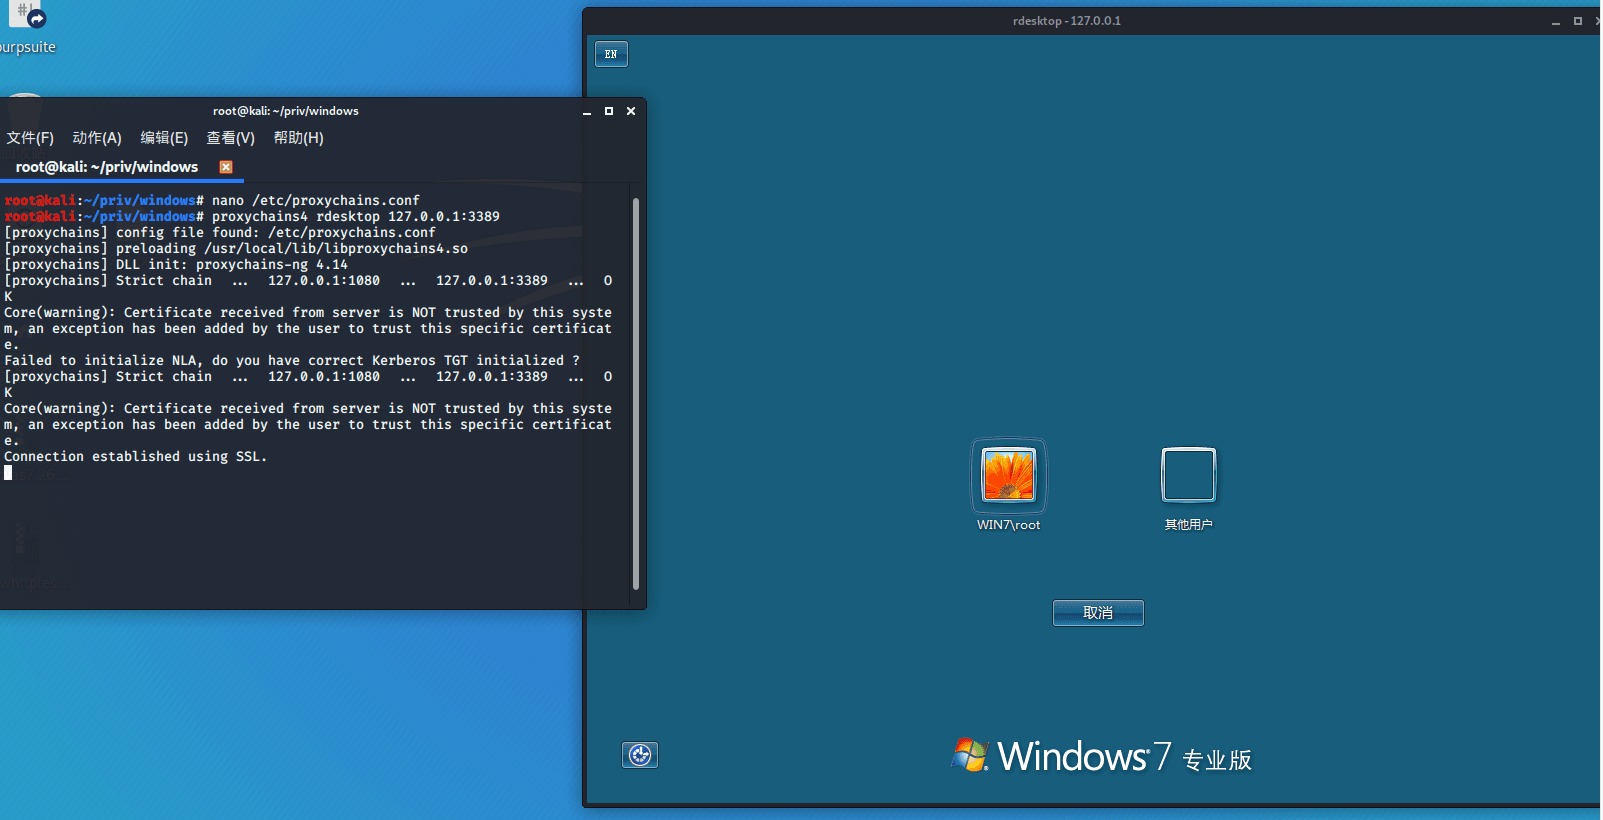 rdesktop - 127.0.0.1
EN
#
burpsuite
root@kali: ~/priv/windows
文件(F) 动作(A) 编辑(E) 查看(V) 帮助(H)
root@kali: ~/priv/windows
root@kali:~/priv/windows# nano /etc/proxychains.conf
root@kali:~/priv/windows# proxychains4 rdesktop 127.0.0.1:3389
[proxychains] config file found: /etc/proxychains.conf
[proxychains] preloading /usr/local/lib/libproxychains4.so
[proxychains] DLL init: proxychains-ng 4.14
[proxychains] Strict chain ... 127.0.0.1:1080 ... 127.0.0.1:3389 ... O
K
Core(warning): Certificate received from server is NOT trusted by this syste
m, an exception has been added by the user to trust this specific certificat
e.
Failed to initialize NLA, do you have correct Kerberos TGT initialized ?
[proxychains] Strict chain ... 127.0.0.1:1080 ... 127.0.0.1:3389 ... O
K
Core(warning): Certificate received from server is NOT trusted by this syste
m, an exception has been added by the user to trust this specific certificat
e.
Connection established using SSL.
WIN7\root
其他用户
取消
Windows 7 专业版